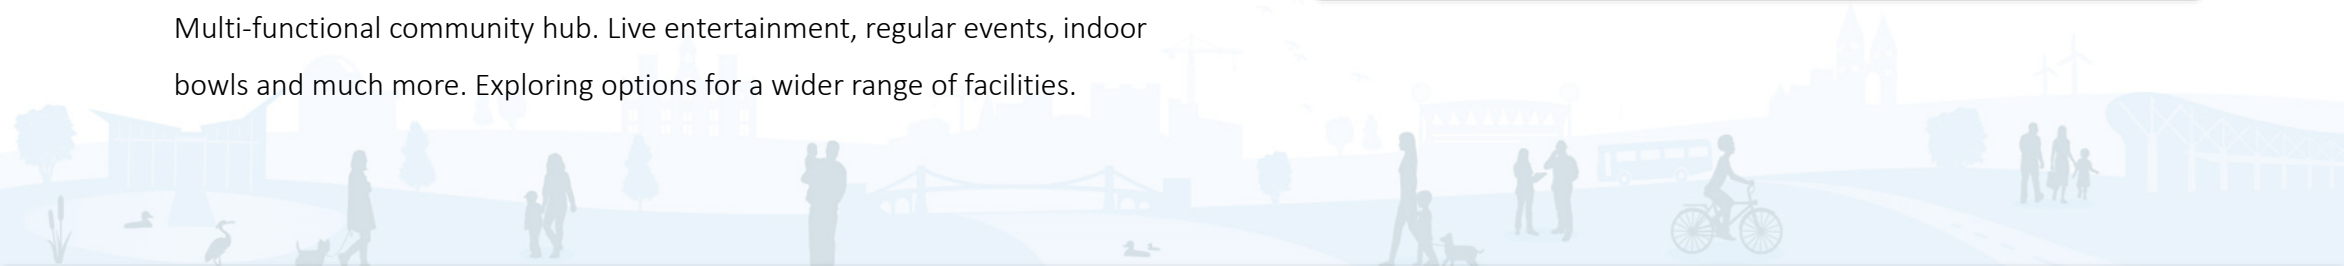 Multi-functional community hub. Live entertainment, regular events, indoor
bowls and much more. Exploring options for a wider range of facilities.